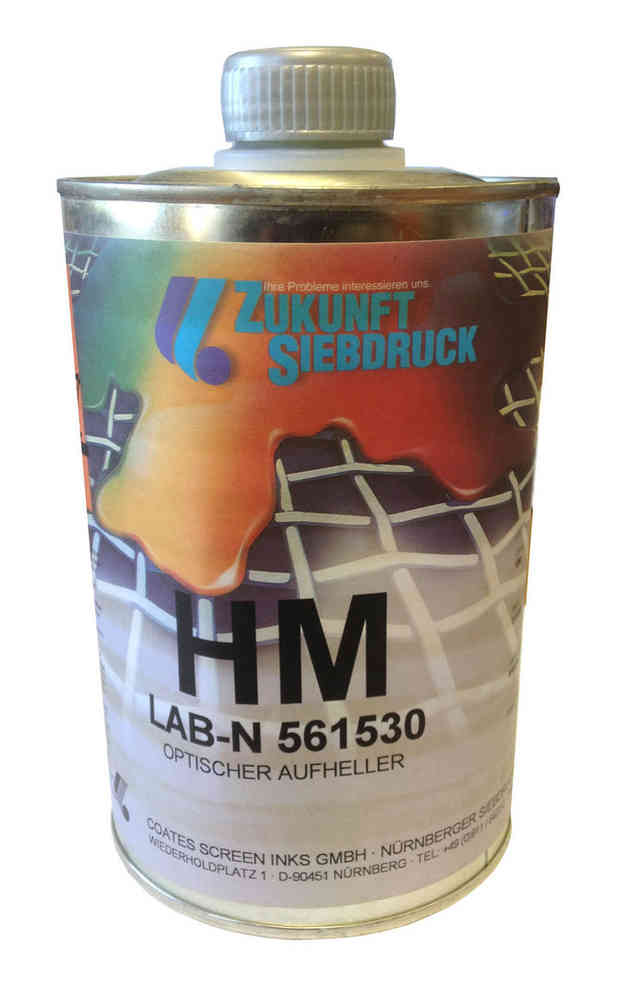 Ihre Probleme interessieren uns.
ZUKUNFT
SIEBDRUCK
HM
LAB-N 561530
OPTISCHER AUFHELLER
COATES SCREEN INKS GMBH · NÜRNBERGER
WIEDERHOLDPLATZ 1 · D-90451 NÜRNBERG · TEL: +49